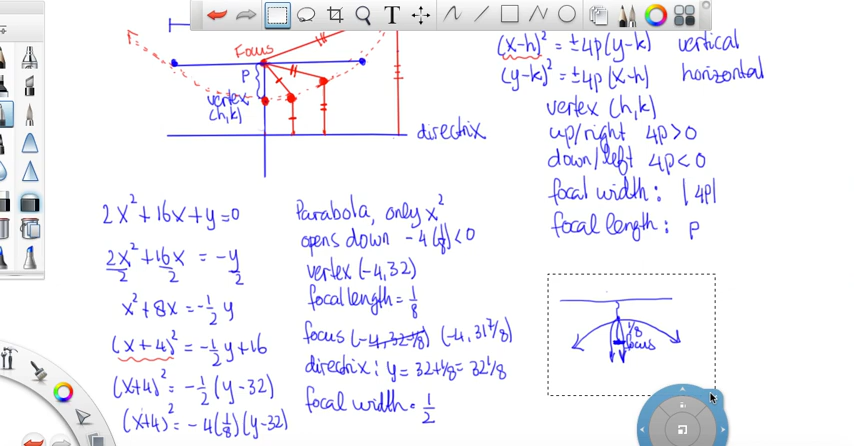 T
Focus
P
vertex
(h,k)
directrix
(x-h)² = ±4p(y-k) vertical
(y-k)² = ±4p(x-h) horizontal
vertex (h,k)
up/right 4p>0
down/left 4p<0
focal width: |4p|
focal length: p
2x²+16x+y=0
2x²/2+16x/2 = -y/2
x²+8x = -1/2 y
(x+4)² = -1/2 y+16
(x+4)² = -1/2 (y-32)
(x+4)² = -4(1/8)(y-32)
Parabola, only x²
opens down -4(1/8)<0
vertex (-4,32)
focal length = 1/8
focus (-4,32+1/8) (-4,31 7/8)
directrix: y = 32+1/8 = 32 1/8
focal width = 1/2
1/8
focus